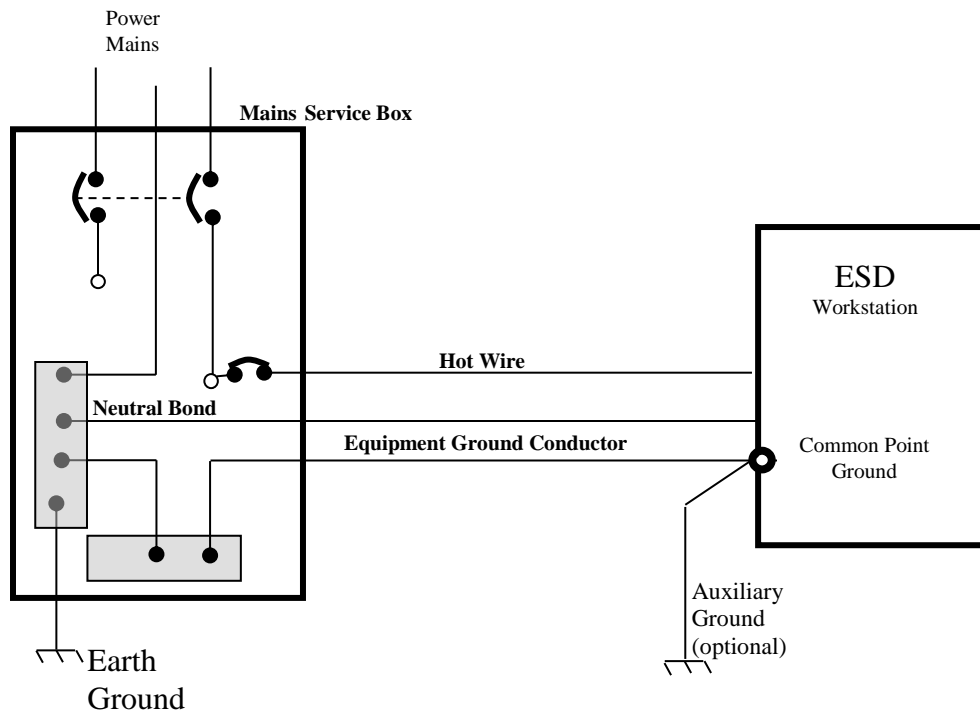 Power
Mains
Mains Service Box
ESD
Workstation
Hot Wire
Neutral Bond
Equipment Ground Conductor
Common Point
Ground
Auxiliary
Ground
(optional)
Earth
Ground